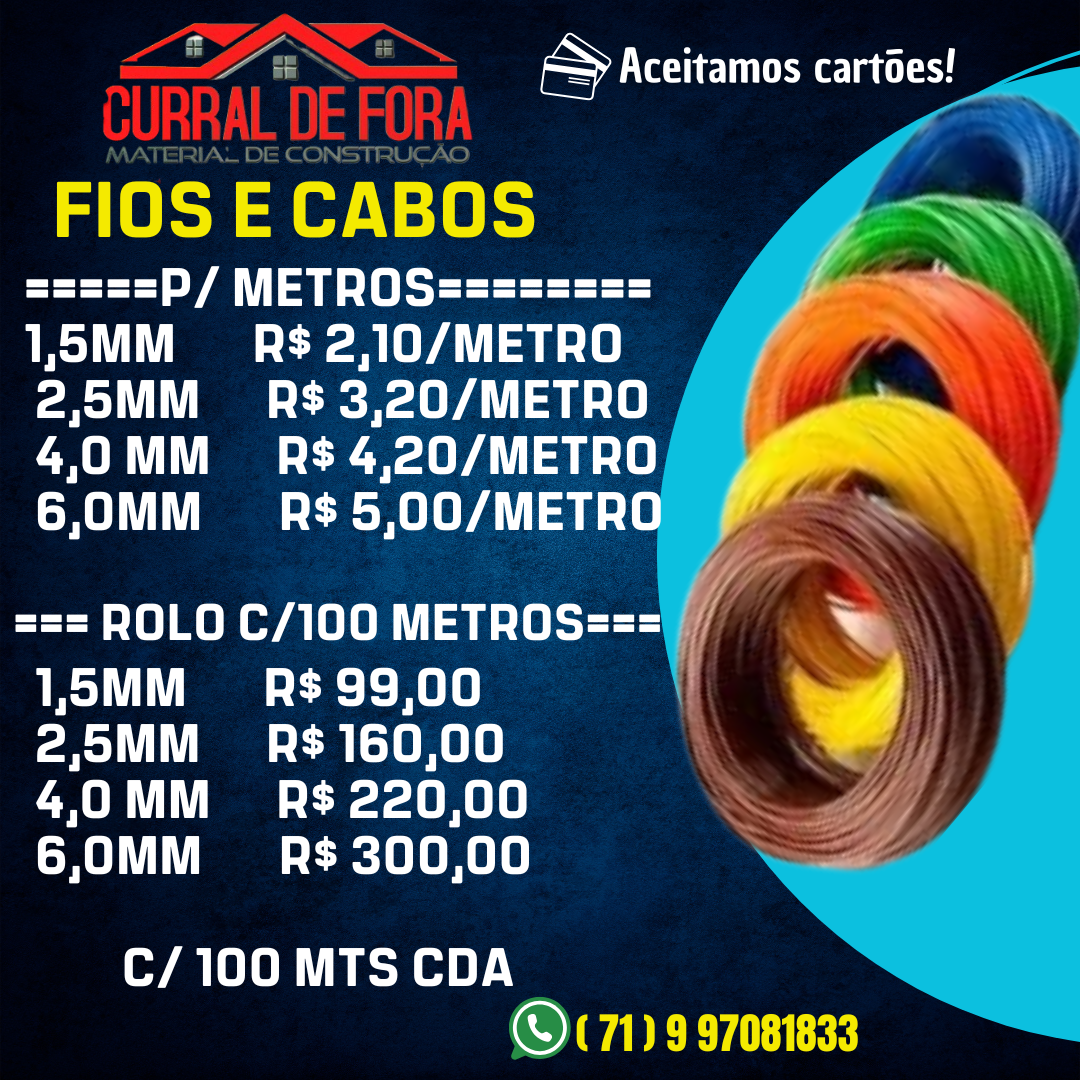 CURRAL DE FORA
MATERIAL DE CONSTRUÇÃO
Aceitamos cartões!
FIOS E CABOS
=====P/ METROS========
1,5MM R$ 2,10/METRO
2,5MM R$ 3,20/METRO
4,0 MM R$ 4,20/METRO
6,0MM R$ 5,00/METRO
=== ROLO C/100 METROS===
1,5MM R$ 99,00
2,5MM R$ 160,00
4,0 MM R$ 220,00
6,0MM R$ 300,00
C/ 100 MTS CDA
( 71 ) 9 97081833